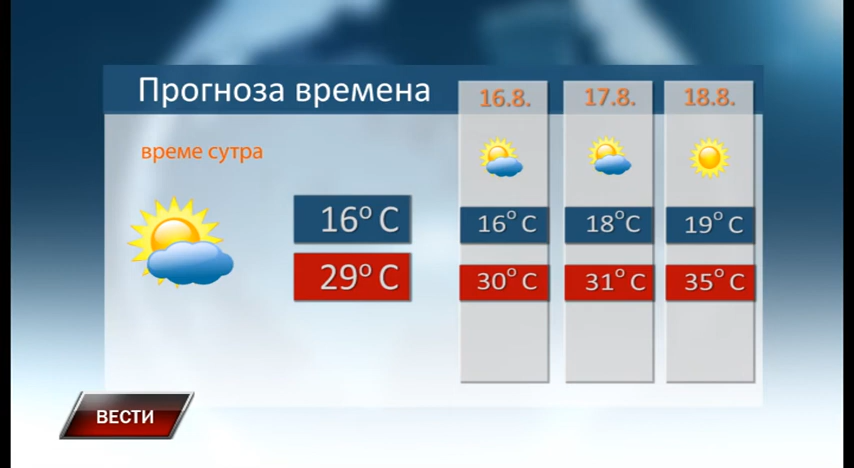 Прогноза времена
време сутра
16° C
29° C
16.8. 17.8. 18.8.
16° C 18°C 19° C
30° C 31° C 35° C
ВЕСТИ